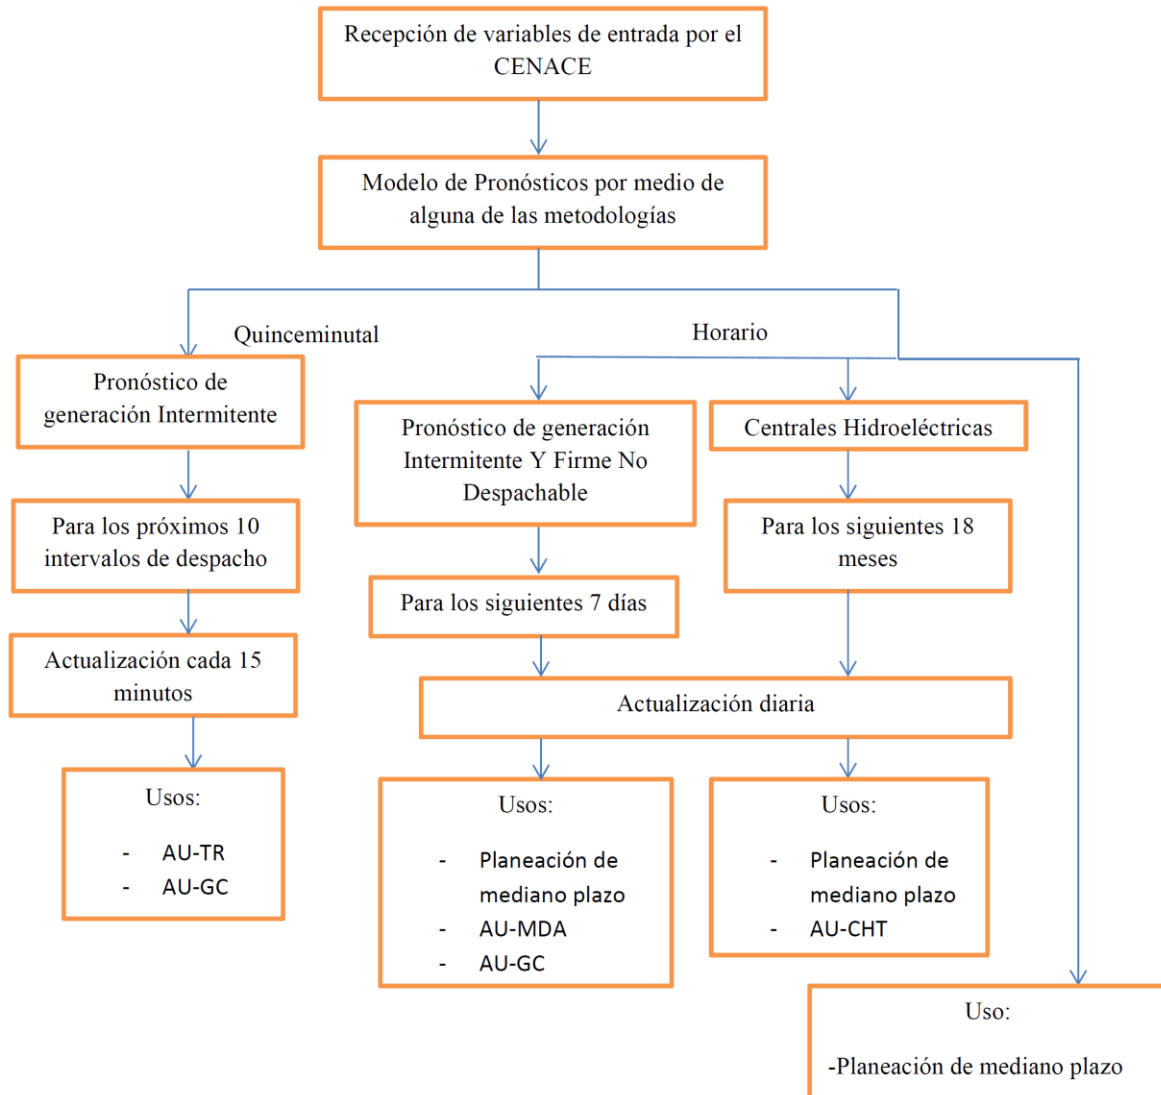 Recepción de variables de entrada por el
CENACE
Modelo de Pronósticos por medio de
alguna de las metodologías
Quinceminutal
Horario
Pronóstico de
generación Intermitente
Para los próximos 10
intervalos de despacho
Actualización cada 15
minutos
Usos:
- AU-TR
- AU-GC
Pronóstico de generación
Intermitente Y Firme No
Despachable
Para los siguientes 7 días
Centrales Hidroeléctricas
Para los siguientes 18
meses
Actualización diaria
Usos:
- Planeación de
mediano plazo
- AU-MDA
- AU-GC
Usos:
- Planeación de
mediano plazo
- AU-CHT
Uso:
-Planeación de mediano plazo